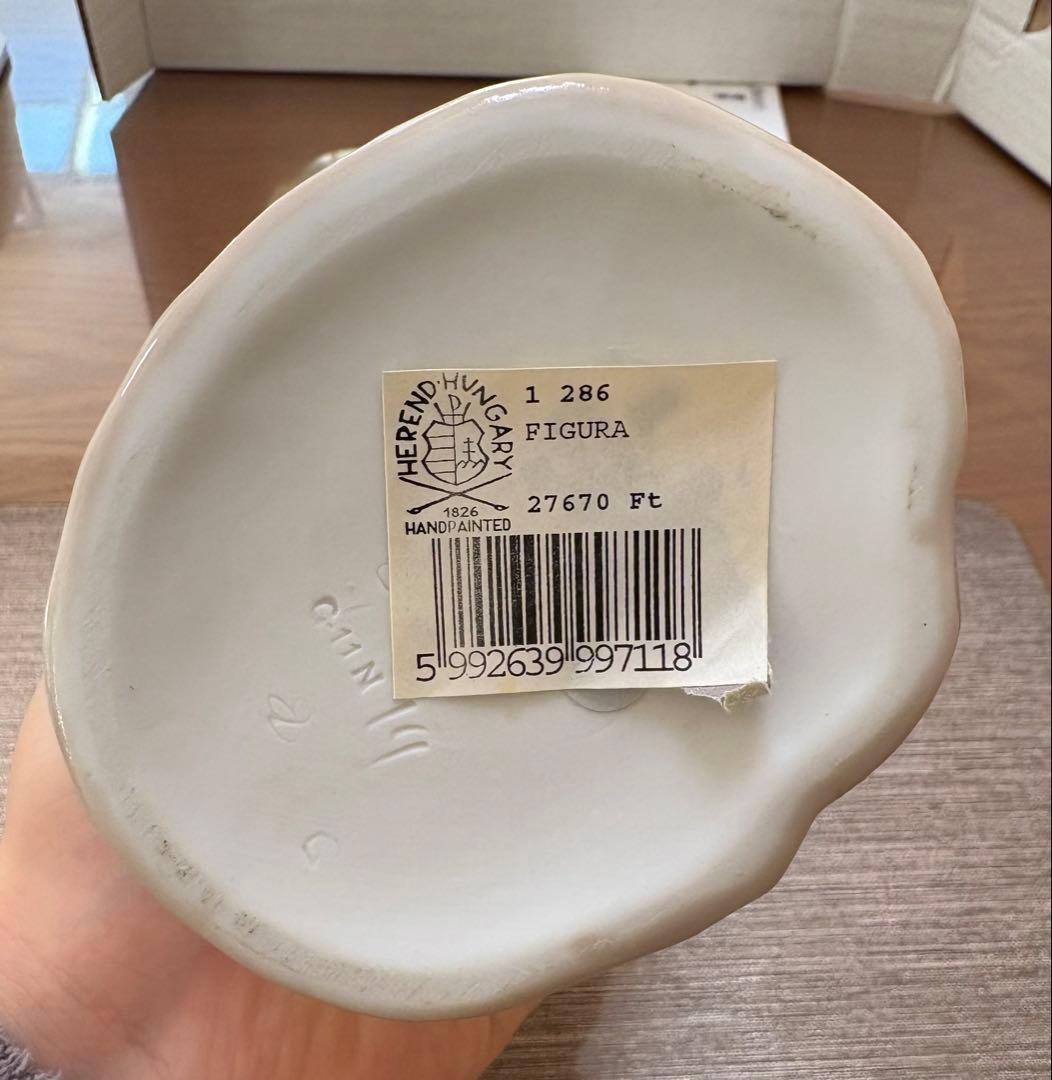 HEREND·HUNGARY
1826
HANDPAINTED
1 286
FIGURA
27670 Ft
5 992639 997118